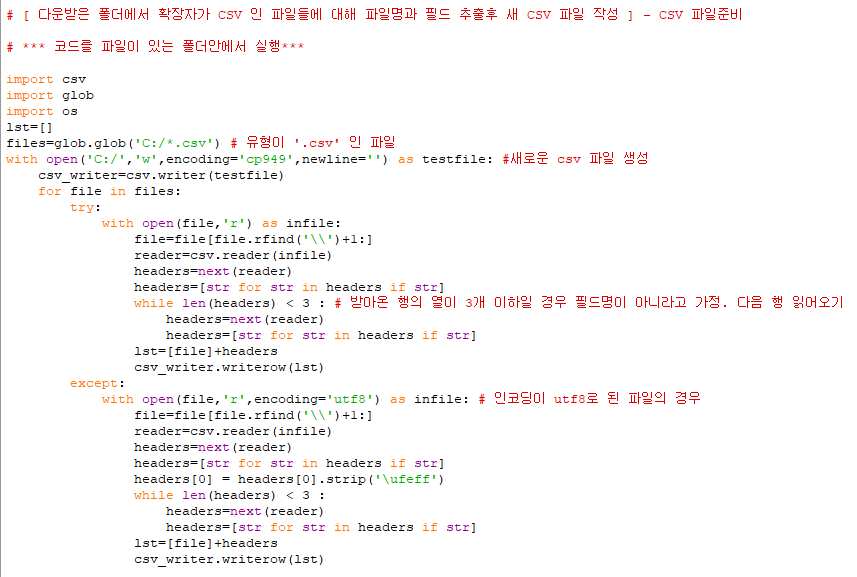 # [ 다운받은 폴더에서 확장자가 CSV 인 파일들에 대해 파일명과 필드 추출후 새 CSV 파일 작성 ] - CSV 파일준비
# *** 코드를 파일이 있는 폴더안에서 실행***
import csv
import glob
import os
lst=[]
files=glob.glob('C:/*.csv') # 유형이 '.csv' 인 파일
with open('C:/','w',encoding='cp949',newline='') as testfile: #새로운 csv 파일 생성
    csv_writer=csv.writer(testfile)
    for file in files:
        try:
            with open(file,'r') as infile:
                file=file[file.rfind('\\')+1:]
                reader=csv.reader(infile)
                headers=next(reader)
                headers=[str for str in headers if str]
                while len(headers) < 3 : # 받아온 행의 열이 3개 이하일 경우 필드명이 아니라고 가정. 다음 행 읽어오기
                    headers=next(reader)
                    headers=[str for str in headers if str]
                lst=[file]+headers
                csv_writer.writerow(lst)
        except:
            with open(file,'r',encoding='utf8') as infile: # 인코딩이 utf8로 된 파일의 경우
                file=file[file.rfind('\\')+1:]
                reader=csv.reader(infile)
                headers=next(reader)
                headers=[str for str in headers if str]
                headers[0] = headers[0].strip('\ufeff')
                while len(headers) < 3 :
                    headers=next(reader)
                    headers=[str for str in headers if str]
                lst=[file]+headers
                csv_writer.writerow(lst)